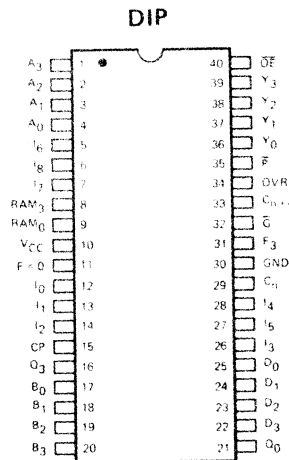 DIP
A3 1 40 OE
A2 2 39 Y3
A1 3 38 Y2
A0 4 37 Y1
I6 5 36 Y0
I8 6 35 P
I7 7 34 OVR
RAM3 8 33 Cn+4
RAM0 9 32 G
VCC 10 31 F3
F = 0 11 30 GND
I0 12 29 Cn
I1 13 28 I4
I2 14 27 I5
CP 15 26 I3
Q3 16 25 D0
B0 17 24 D1
B1 18 23 D2
B2 19 22 D3
B3 20 21 Q0